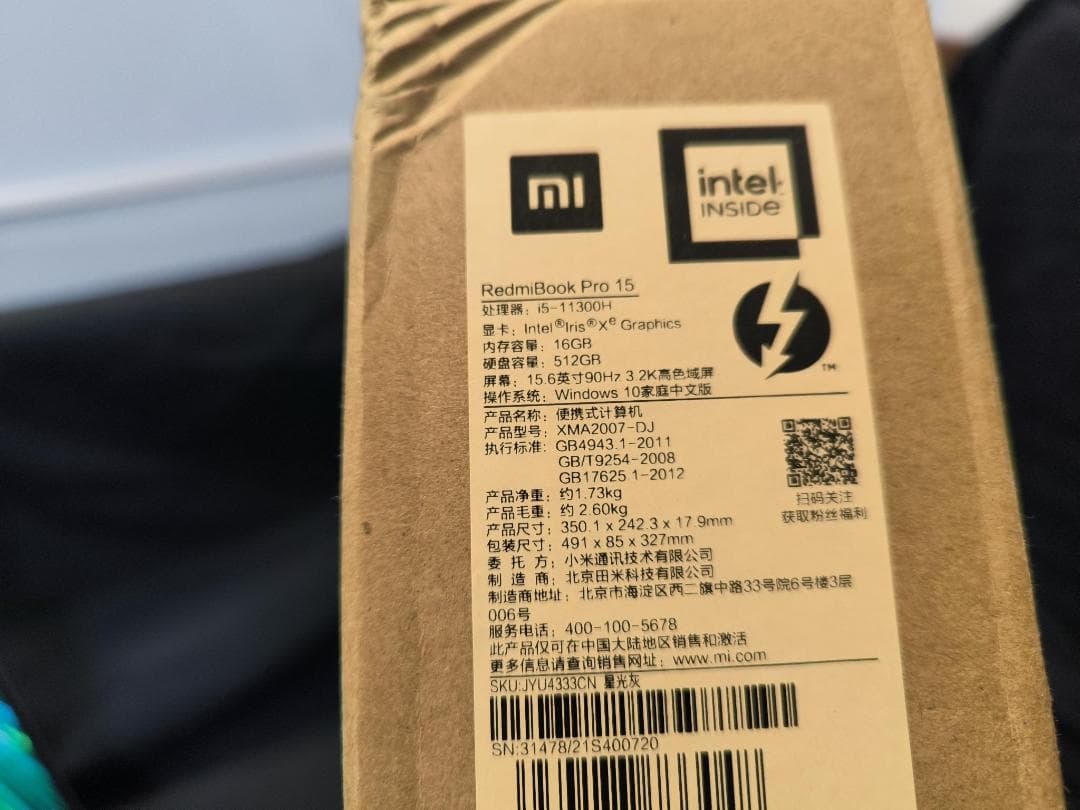 mi
intel
INSIDE
RedmiBook Pro 15
处理器：i5-11300H
显卡：Intel®Iris®Xe Graphics
内存容量：16GB
硬盘容量：512GB
屏幕：15.6英寸90Hz 3.2K高色域屏
操作系统：Windows 10家庭中文版
TM
产品名称：便携式计算机
产品型号：XMA2007-DJ
执行标准：GB4943.1-2011
GB/T9254-2008
GB17625.1-2012
扫码关注
获取粉丝福利
产品净重：约1.73kg
产品毛重：约 2.60kg
产品尺寸：350.1 x 242.3 x 17.9mm
包装尺寸：491 x 85 x 327mm
委 托 方：小米通讯技术有限公司
制 造 商：北京田米科技有限公司
制造商地址：北京市海淀区西二旗中路33号院6号楼3层
006号
服务电话：400-100-5678
此产品仅可在中国大陆地区销售和激活
更多信息请查询销售网址：www.mi.com
SKU:JYU4333CN 星光灰
SN:31478/21S400720